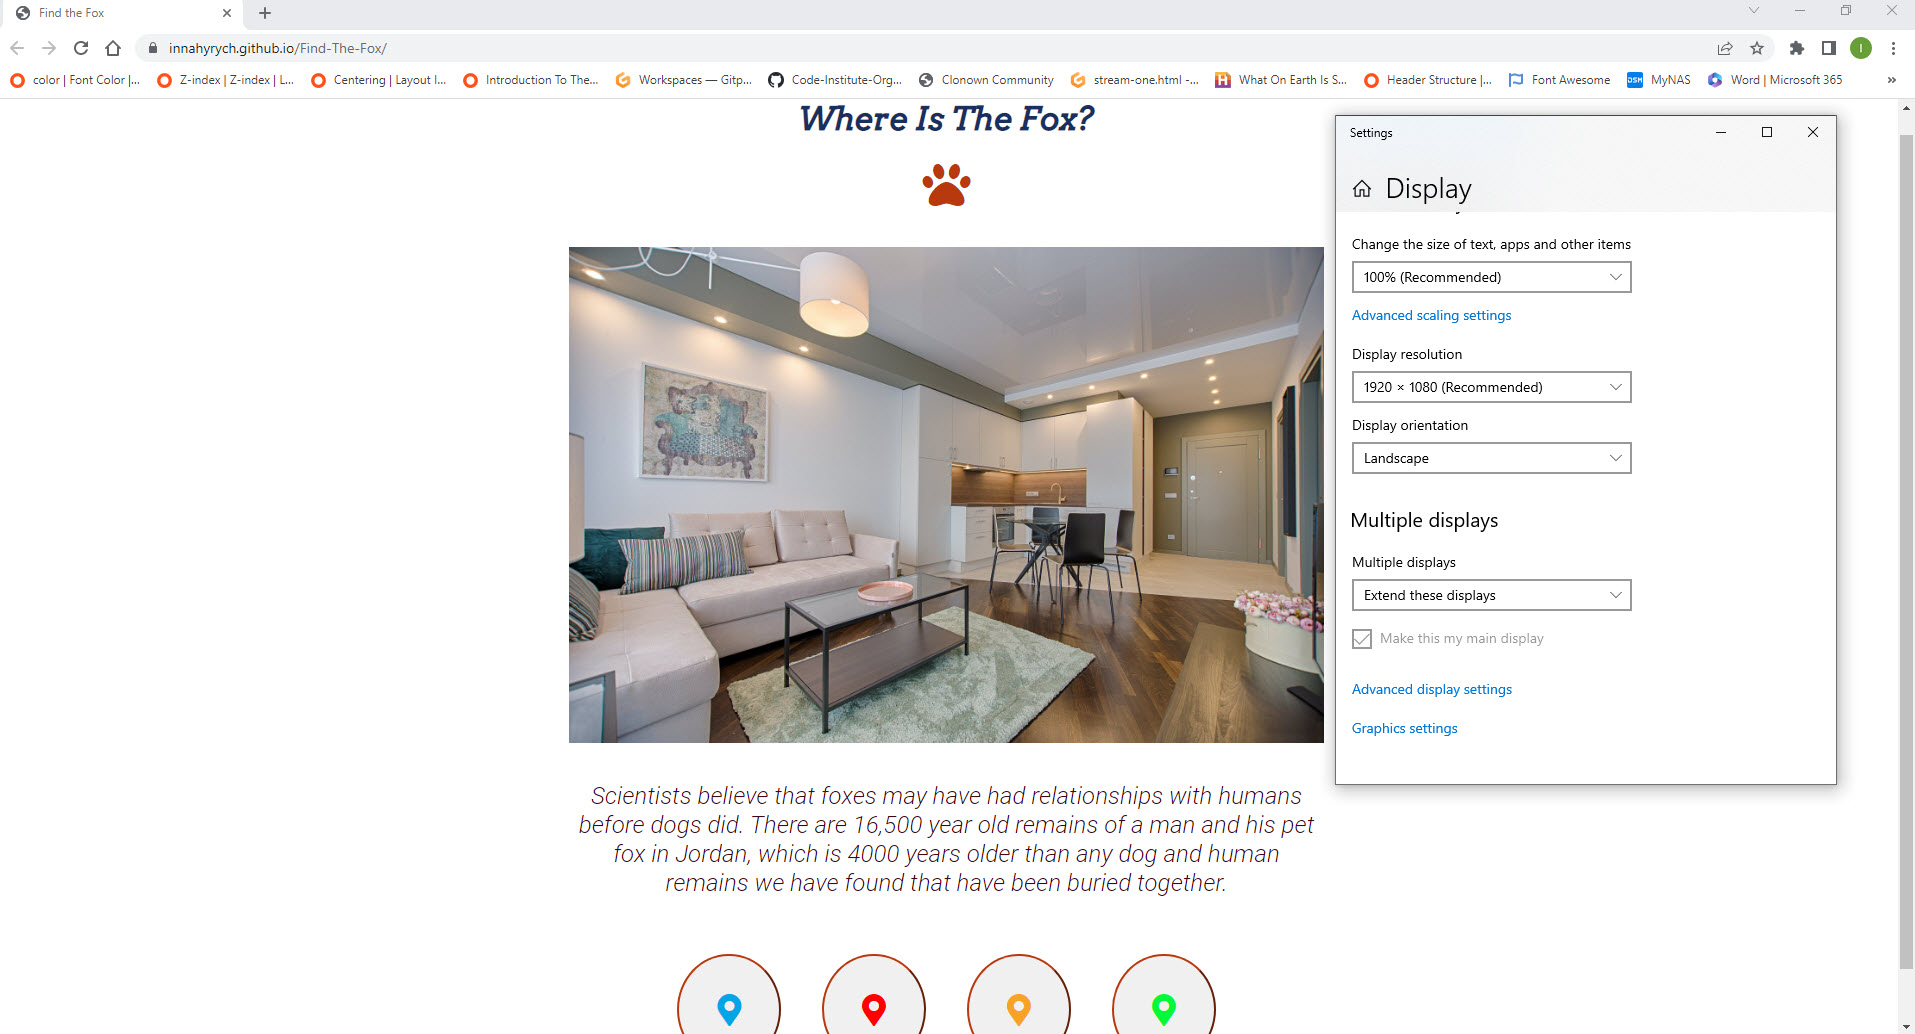 Find the Fox
innahyrych.github.io/Find-The-Fox/
I
color | Font Color |...
Z-index | Z-index | L...
Centering | Layout I...
Introduction To The...
Workspaces — Gitp...
Code-Institute-Org...
Clonown Community
stream-one.html -...
What On Earth Is S...
Header Structure |...
Font Awesome
DSM
MyNAS
Word | Microsoft 365
»
Where Is The Fox?
Scientists believe that foxes may have had relationships with humans
before dogs did. There are 16,500 year old remains of a man and his pet
fox in Jordan, which is 4000 years older than any dog and human
remains we have found that have been buried together.
Settings
Display
Change the size of text, apps and other items
100% (Recommended)
Advanced scaling settings
Display resolution
1920 × 1080 (Recommended)
Display orientation
Landscape
Multiple displays
Multiple displays
Extend these displays
Make this my main display
Advanced display settings
Graphics settings